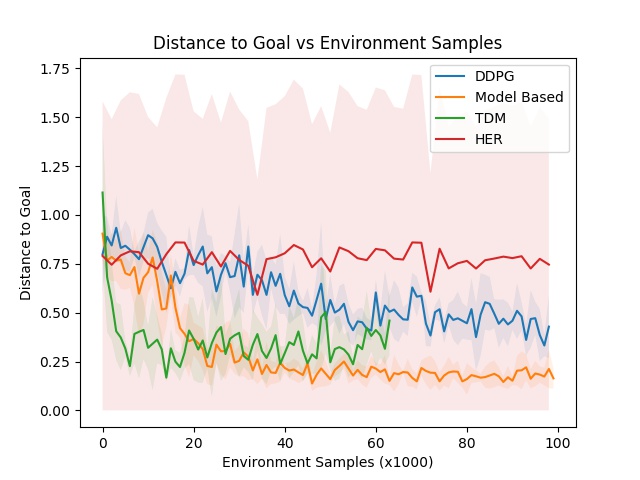 Distance to Goal vs Environment Samples
DDPG
Model Based
TDM
HER
Distance to Goal
1.75
1.50
1.25
1.00
0.75
0.50
0.25
0.00
0 20 40 60 80 100
Environment Samples (x1000)